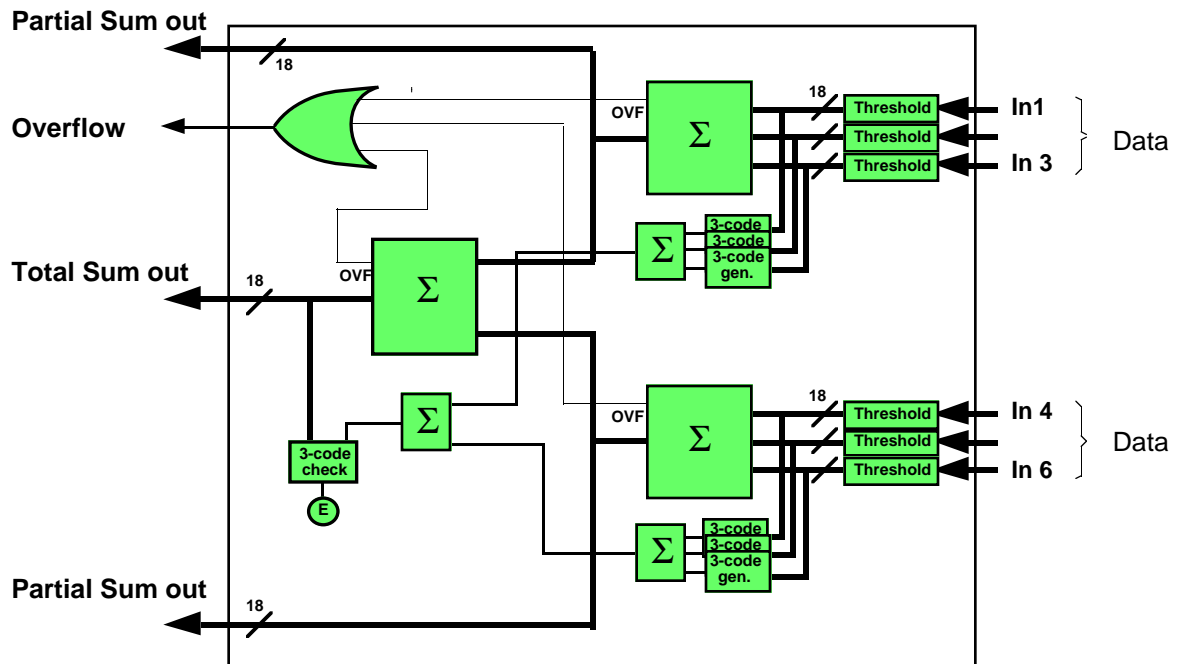 Partial Sum out
18
OVF
18
Threshold
In1
Overflow
Σ
Threshold
Data
Threshold
In 3
3-code
Σ
3-code
3-code
gen.
Total Sum out
18
OVF
Σ
18
Threshold
In 4
OVF
Σ
Σ
Threshold
Data
3-code
check
Threshold
In 6
E
3-code
Σ
3-code
3-code
gen.
Partial Sum out
18